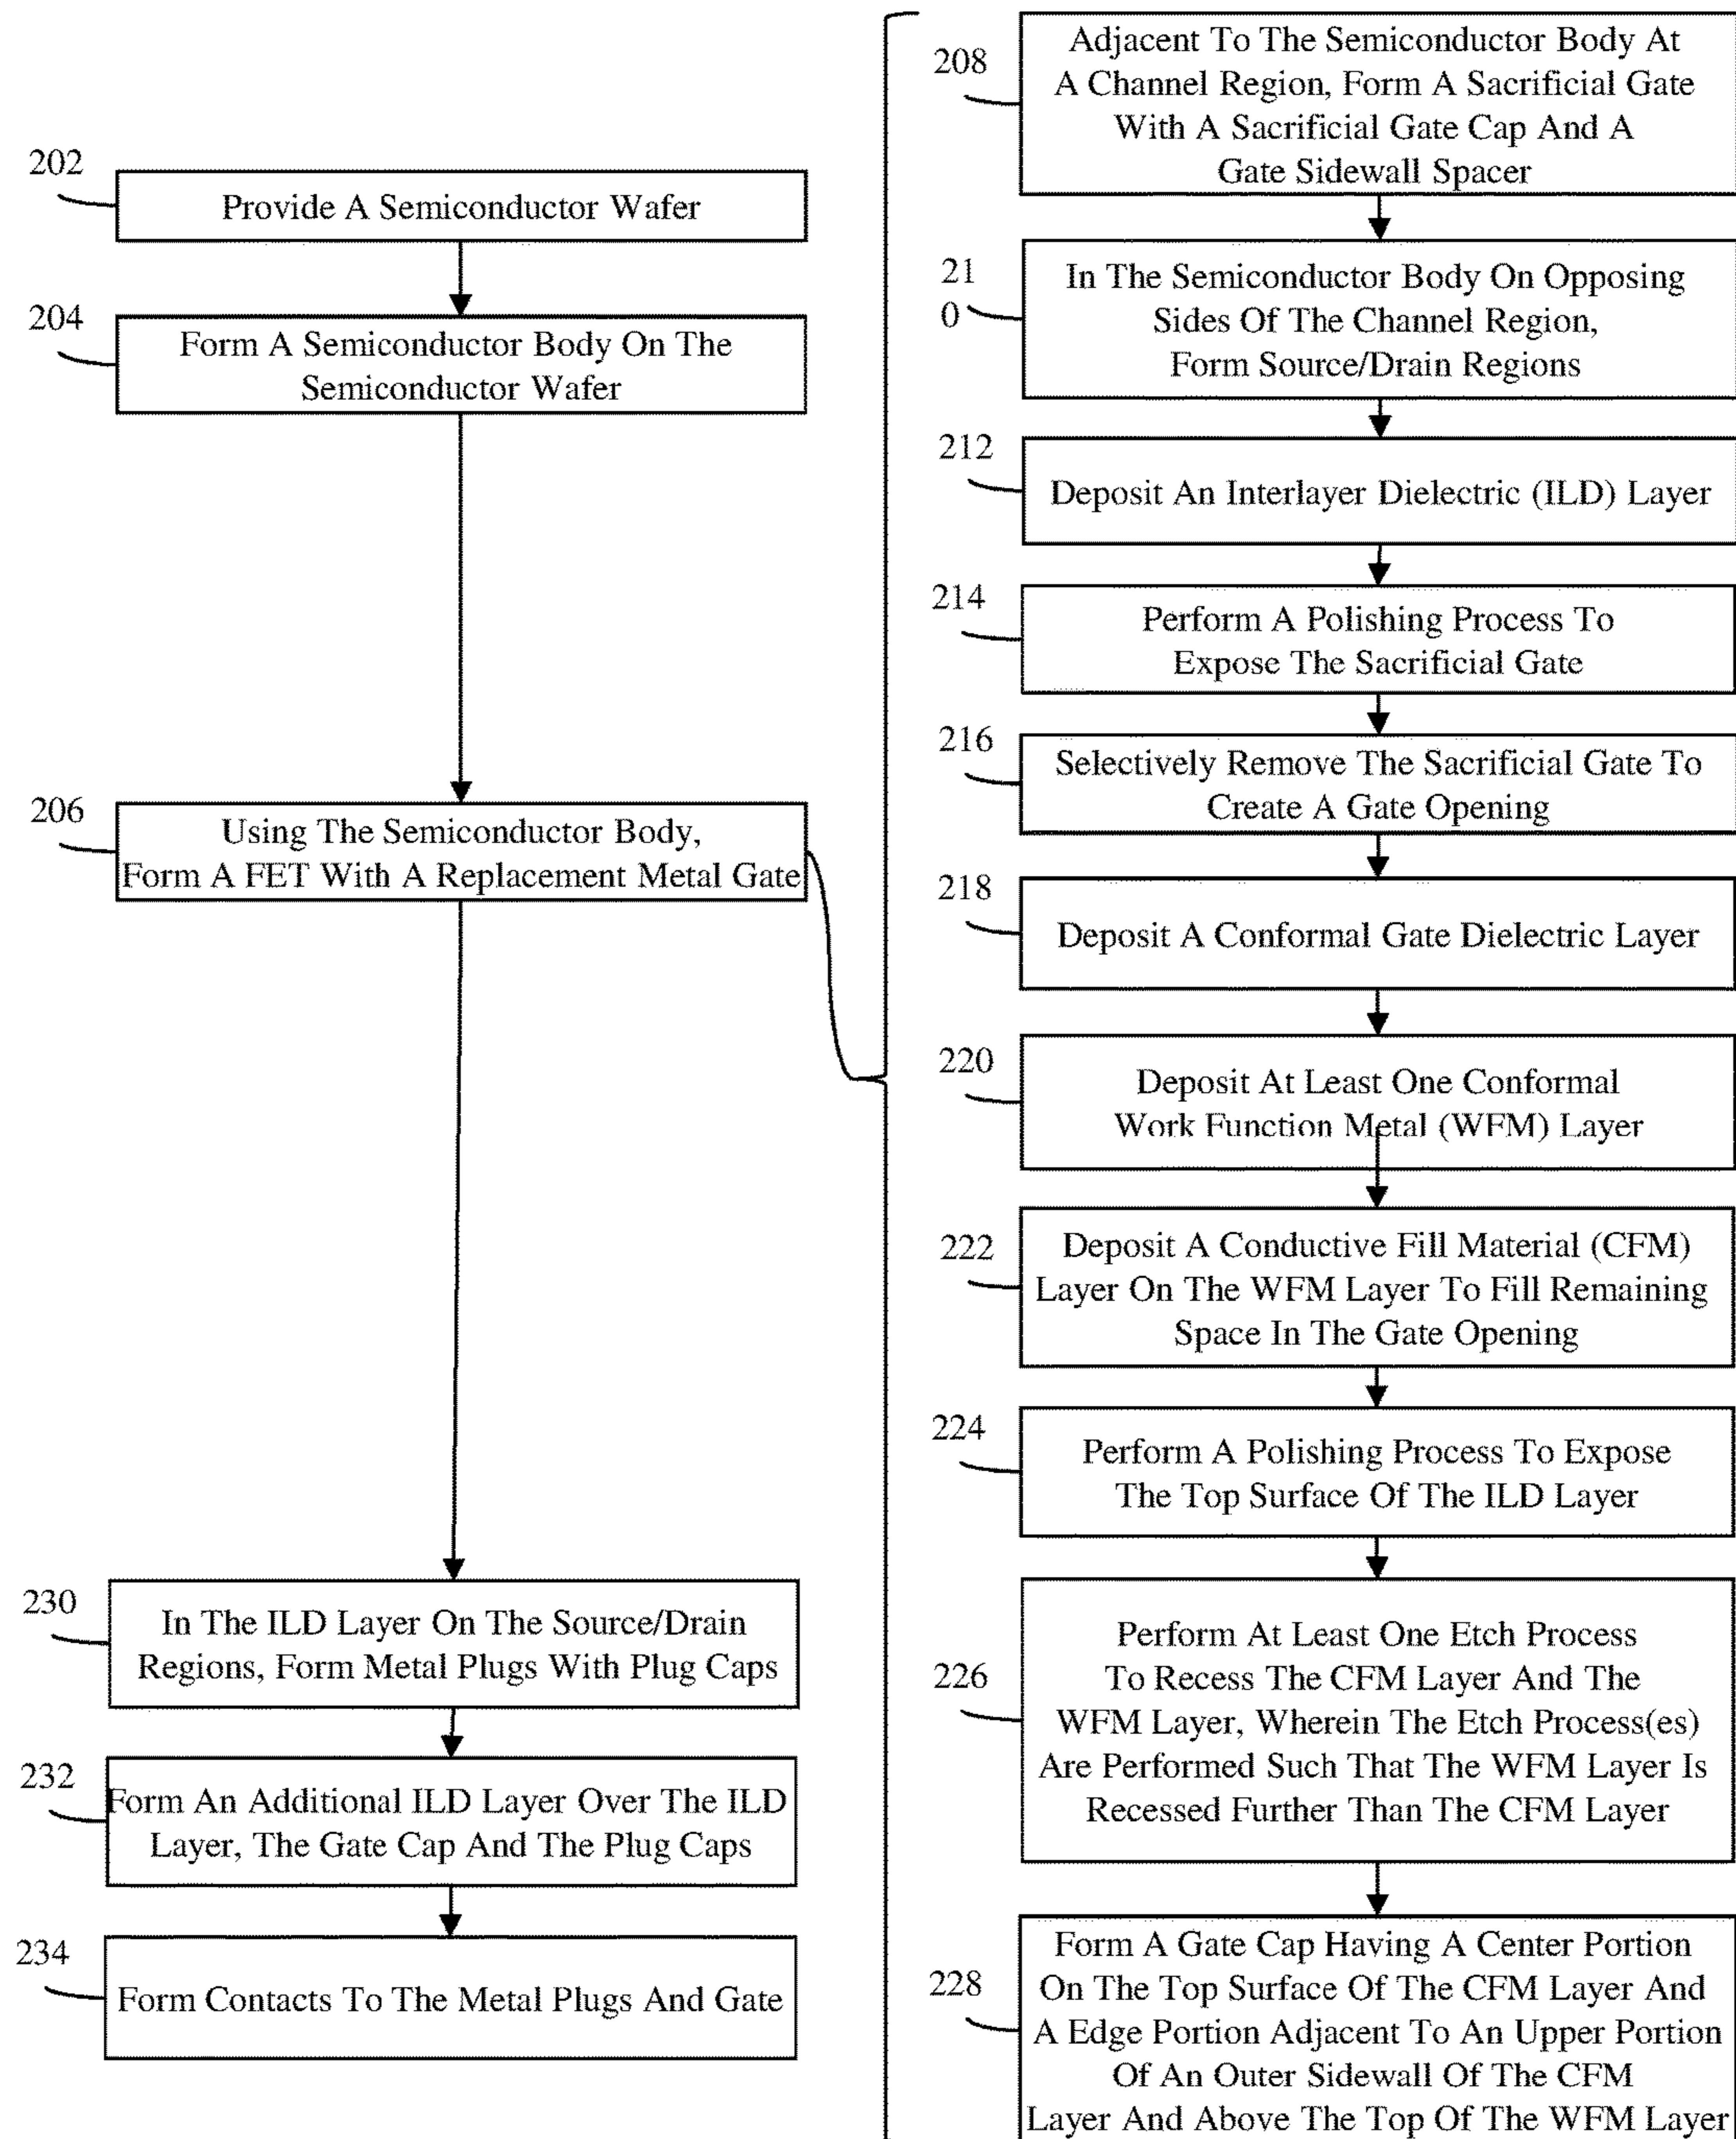 202
Provide A Semiconductor Wafer
204
Form A Semiconductor Body On The
Semiconductor Wafer
206
Using The Semiconductor Body,
Form A FET With A Replacement Metal Gate
208
Adjacent To The Semiconductor Body At
A Channel Region, Form A Sacrificial Gate
With A Sacrificial Gate Cap And A
Gate Sidewall Spacer
21
0
In The Semiconductor Body On Opposing
Sides Of The Channel Region,
Form Source/Drain Regions
212
Deposit An Interlayer Dielectric (ILD) Layer
214
Perform A Polishing Process To
Expose The Sacrificial Gate
216
Selectively Remove The Sacrificial Gate To
Create A Gate Opening
218
Deposit A Conformal Gate Dielectric Layer
220
Deposit At Least One Conformal
Work Function Metal (WFM) Layer
222
Deposit A Conductive Fill Material (CFM)
Layer On The WFM Layer To Fill Remaining
Space In The Gate Opening
224
Perform A Polishing Process To Expose
The Top Surface Of The ILD Layer
226
Perform At Least One Etch Process
To Recess The CFM Layer And The
WFM Layer, Wherein The Etch Process(es)
Are Performed Such That The WFM Layer Is
Recessed Further Than The CFM Layer
228
Form A Gate Cap Having A Center Portion
On The Top Surface Of The CFM Layer And
A Edge Portion Adjacent To An Upper Portion
Of An Outer Sidewall Of The CFM
Layer And Above The Top Of The WFM Layer
230
In The ILD Layer On The Source/Drain
Regions, Form Metal Plugs With Plug Caps
232
Form An Additional ILD Layer Over The ILD
Layer, The Gate Cap And The Plug Caps
234
Form Contacts To The Metal Plugs And Gate